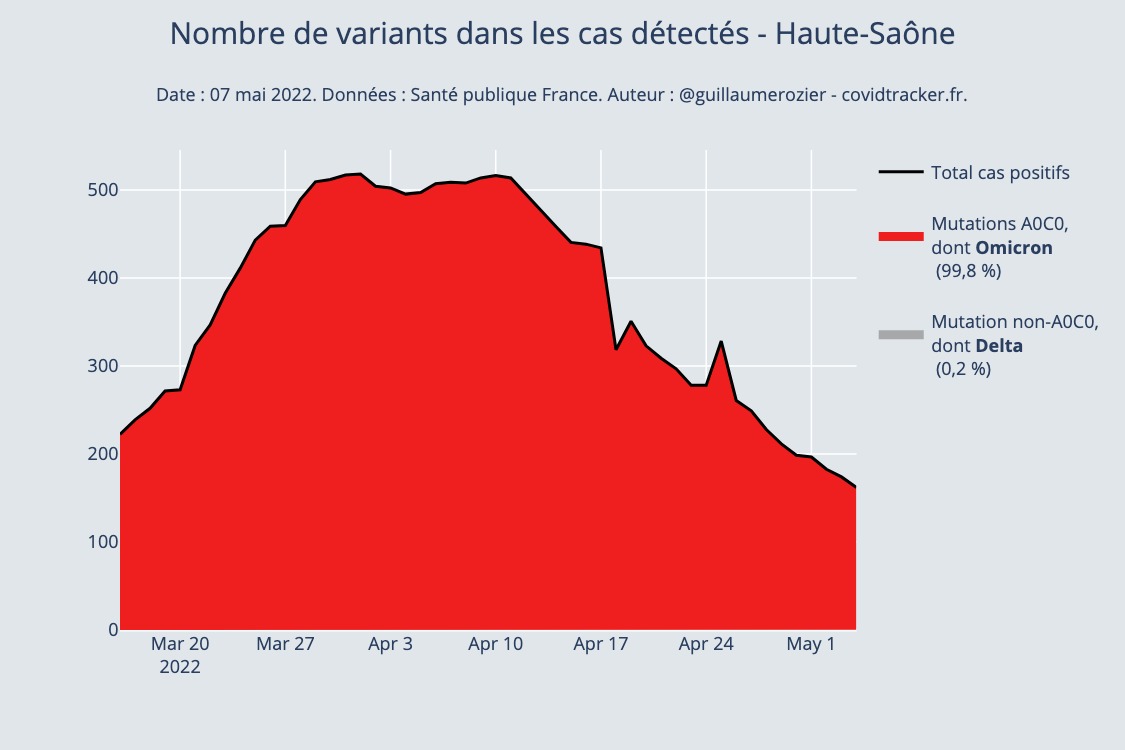 Nombre de variants dans les cas détectés - Haute-Saône
Date : 07 mai 2022. Données : Santé publique France. Auteur : @guillaumerozier - covidtracker.fr.
Total cas positifs
Mutations A0C0,
dont Omicron
(99,8 %)
Mutation non-A0C0,
dont Delta
(0,2 %)
500
400
300
200
100
0
Mar 20
2022
Mar 27
Apr 3
Apr 10
Apr 17
Apr 24
May 1